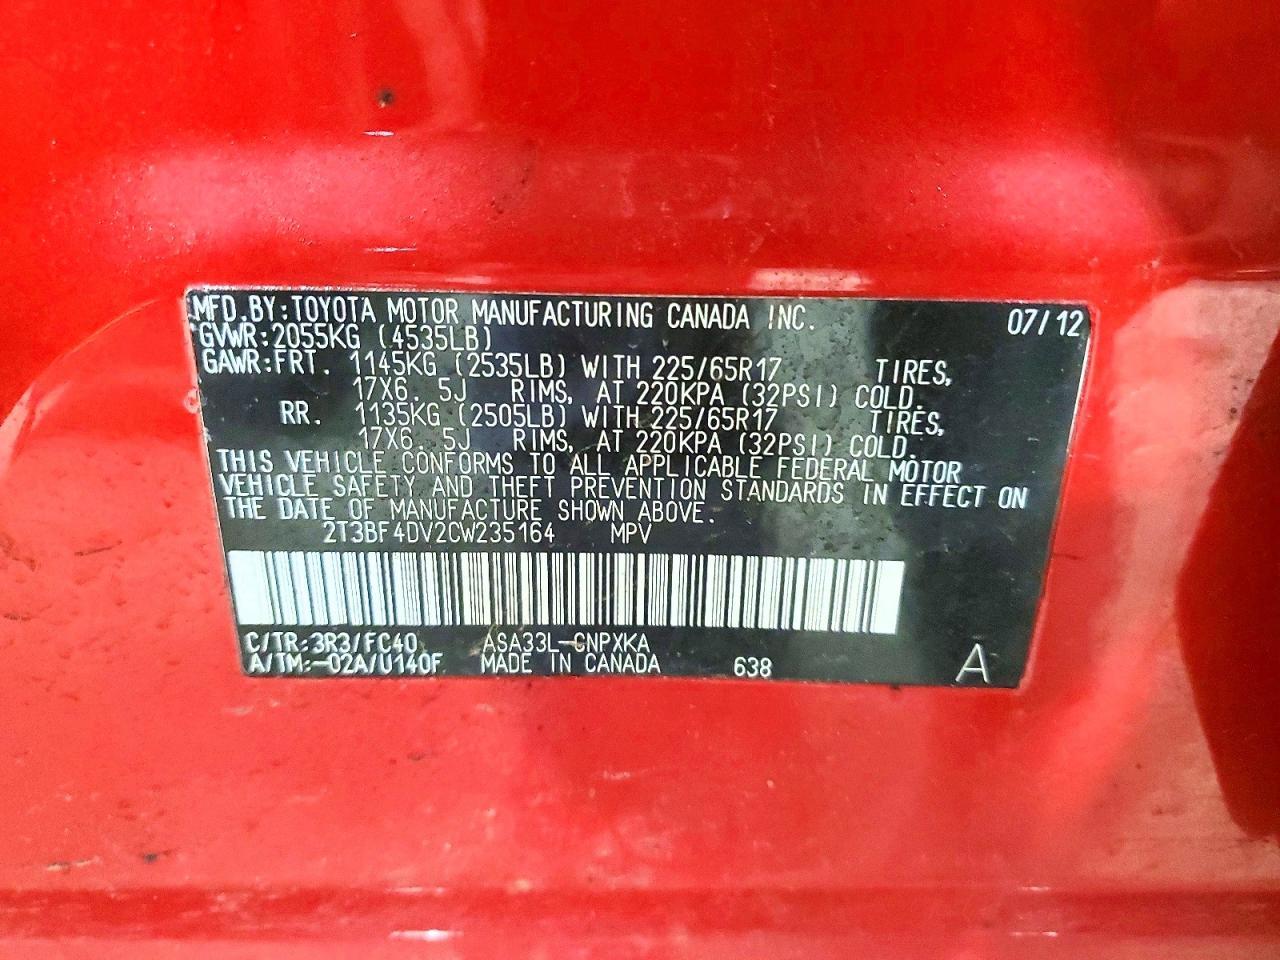 MFD.BY:TOYOTA MOTOR MANUFACTURING CANADA INC. 07/12
GVWR:2055KG (4535LB)
GAWR:FRT. 1145KG (2535LB) WITH 225/65R17 TIRES,
17X6. 5J RIMS, AT 220KPA (32PSI) COLD.
RR. 1135KG (2505LB) WITH 225/65R17 TIRES,
17X6. 5J RIMS, AT 220KPA (32PSI) COLD.
THIS VEHICLE CONFORMS TO ALL APPLICABLE FEDERAL MOTOR
VEHICLE SAFETY AND THEFT PREVENTION STANDARDS IN EFFECT ON
THE DATE OF MANUFACTURE SHOWN ABOVE.
2T3BF4DV2CW235164 MPV
C/TR:3R3/FC40 ASA33L-CNPXKA
A/TM:-02A/U140F MADE IN CANADA 638 A